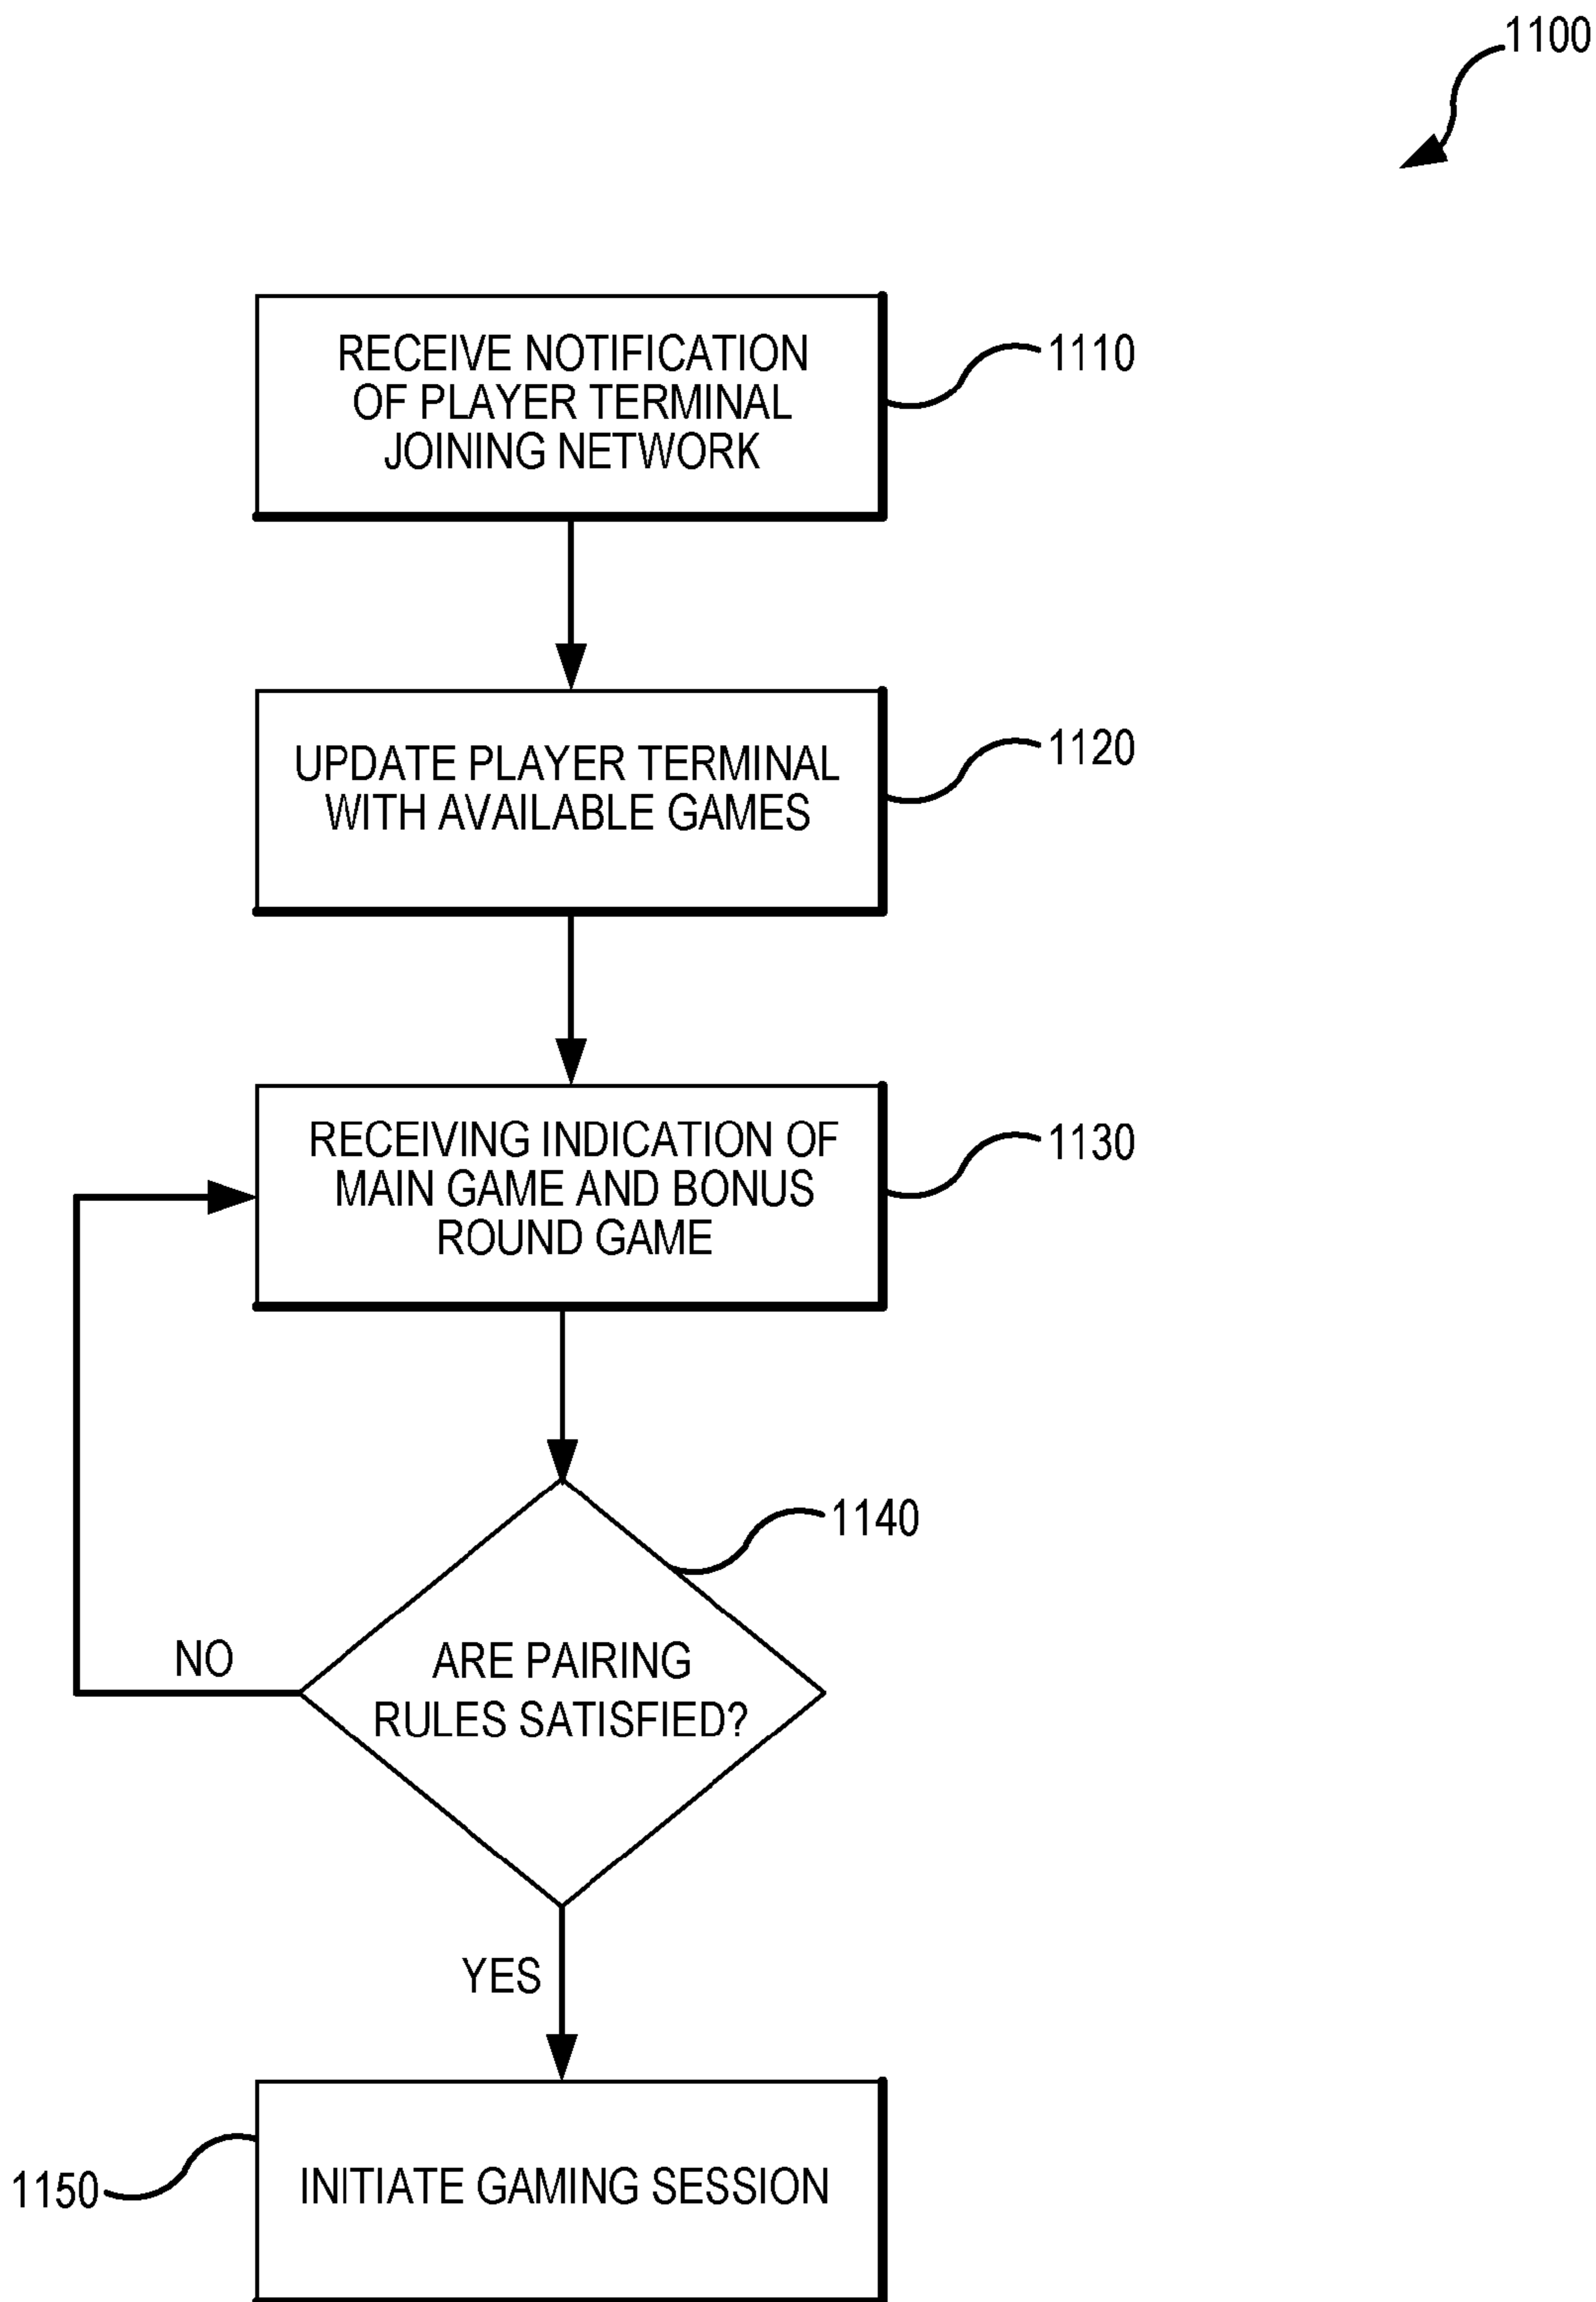 1100
RECEIVE NOTIFICATION
OF PLAYER TERMINAL
JOINING NETWORK
1110
UPDATE PLAYER TERMINAL
WITH AVAILABLE GAMES
1120
RECEIVING INDICATION OF
MAIN GAME AND BONUS
ROUND GAME
1130
1140
ARE PAIRING
RULES SATISFIED?
NO
YES
INITIATE GAMING SESSION
1150